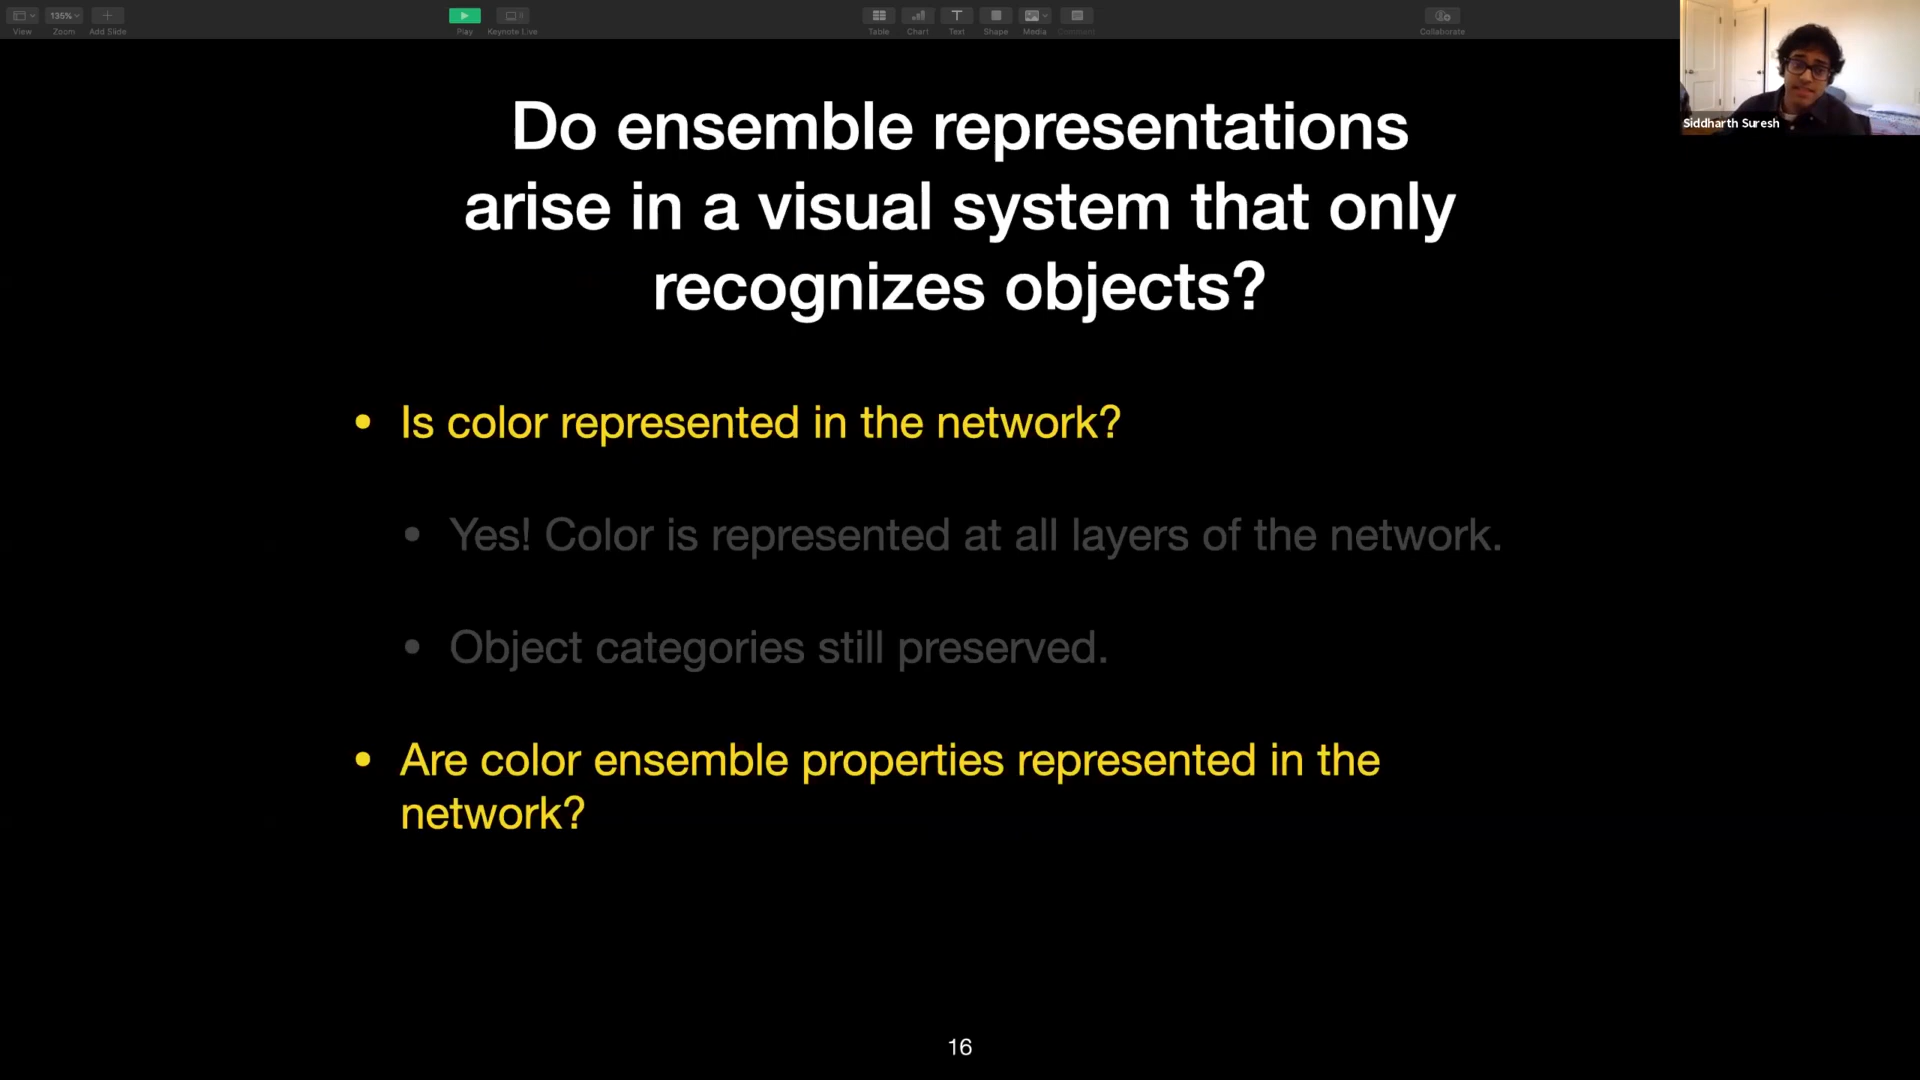 135%
View
Zoom
Add Slide
Play
Keynote Live
Table
Chart
Text
Shape
Media
Comment
Collaborate
Siddharth Suresh
Do ensemble representations
arise in a visual system that only
recognizes objects?
• Is color represented in the network?
• Yes! Color is represented at all layers of the network.
• Object categories still preserved.
• Are color ensemble properties represented in the
network?
16